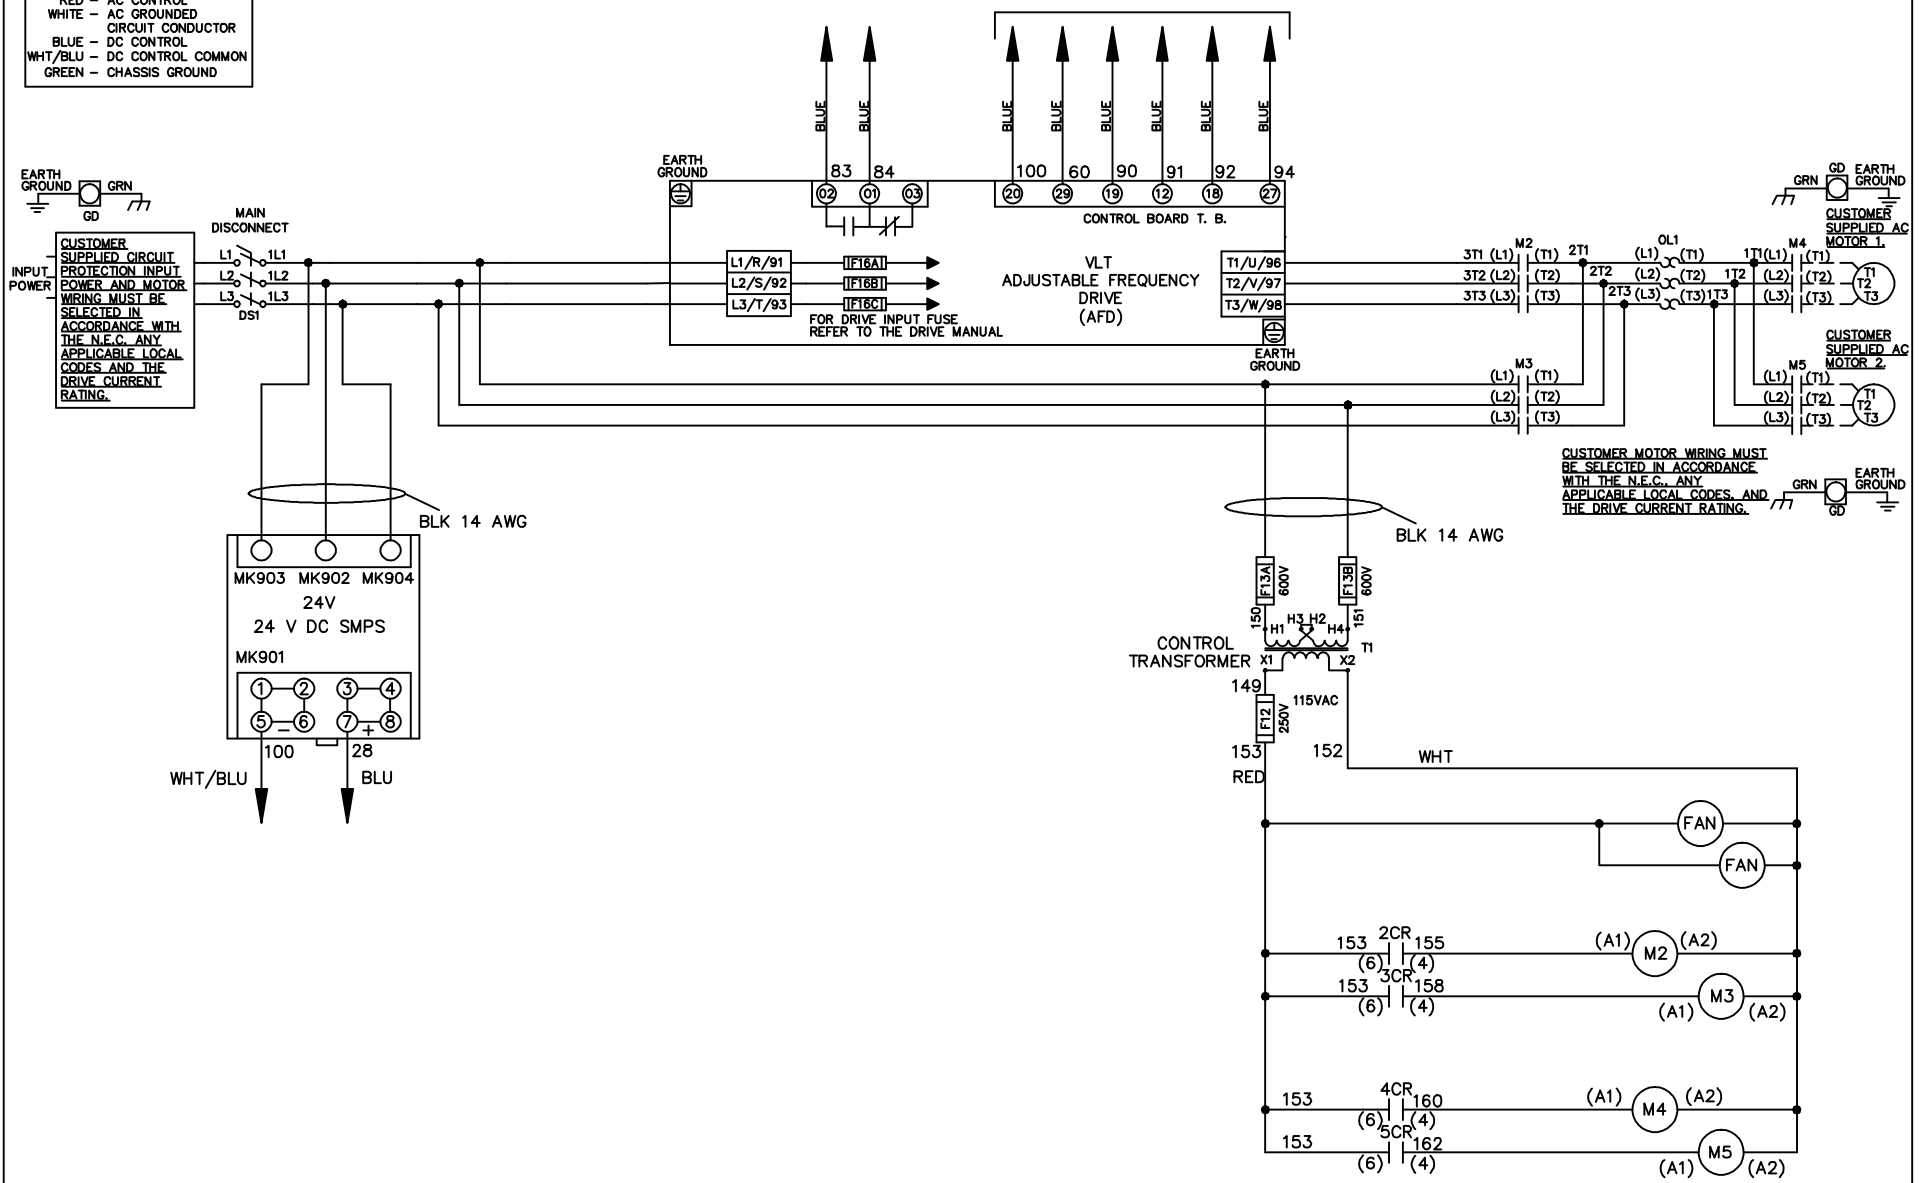 RED – AC CONTROL
WHITE – AC GROUNDED
CIRCUIT CONDUCTOR
BLUE – DC CONTROL
WHT/BLU – DC CONTROL COMMON
GREEN – CHASSIS GROUND
BLUE BLUE BLUE BLUE BLUE BLUE BLUE BLUE
EARTH
GROUND
GRN
GD
MAIN
DISCONNECT
INPUT
POWER
CUSTOMER
SUPPLIED CIRCUIT
PROTECTION INPUT
POWER AND MOTOR
WIRING MUST BE
SELECTED IN
ACCORDANCE WITH
THE N.E.C. ANY
APPLICABLE LOCAL
CODES AND THE
DRIVE CURRENT
RATING.
L1 1L1
L2 1L2
L3 1L3
DS1
EARTH
GROUND
83 84 100 60 90 91 92 94
02 01 03 20 29 19 12 18 27
CONTROL BOARD T. B.
L1/R/91 F16A
L2/S/92 F16B
L3/T/93 F16C
FOR DRIVE INPUT FUSE
REFER TO THE DRIVE MANUAL
VLT
ADJUSTABLE FREQUENCY
DRIVE
(AFD)
T1/U/96
T2/V/97
T3/W/98
EARTH
GROUND
M2
3T1 (L1) (T1) 2T1
3T2 (L2) (T2) 2T2
3T3 (L3) (T3) 2T3
OL1
(L1) (T1) 1T1
(L2) (T2) 1T2
(L3) (T3) 1T3
M4
(L1) (T1)
(L2) (T2)
(L3) (T3)
T1
T2
T3
GD
GRN
EARTH
GROUND
CUSTOMER
SUPPLIED AC
MOTOR 1.
M3
(L1) (T1)
(L2) (T2)
(L3) (T3)
CUSTOMER
SUPPLIED AC
MOTOR 2.
M5
(L1) (T1)
(L2) (T2)
(L3) (T3)
T1
T2
T3
CUSTOMER MOTOR WIRING MUST
BE SELECTED IN ACCORDANCE
WITH THE N.E.C., ANY
APPLICABLE LOCAL CODES, AND
THE DRIVE CURRENT RATING.
GRN
GD
EARTH
GROUND
BLK 14 AWG
MK903 MK902 MK904
24V
24 V DC SMPS
MK901
1 2 3 4
5 – 6 7 + 8
100 28
WHT/BLU BLU
BLK 14 AWG
F13A 600V F13B 600V
150 151
H1 H3 H2 H4
T1
CONTROL
TRANSFORMER
X1 X2
149
115VAC
F12 250V
153 152
RED
WHT
FAN
FAN
2CR
153 155
(6) (4)
(A1) M2 (A2)
3CR
153 158
(6) (4)
(A1) M3 (A2)
4CR
153 160
(6) (4)
(A1) M4 (A2)
5CR
153 162
(6) (4)
(A1) M5 (A2)